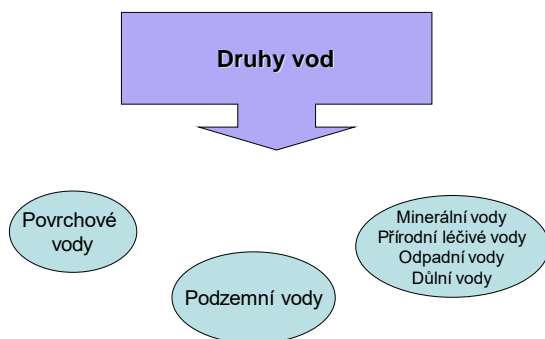 Druhy vod
Povrchové
vody
Podzemní vody
Minerální vody
Přírodní léčivé vody
Odpadní vody
Důlní vody